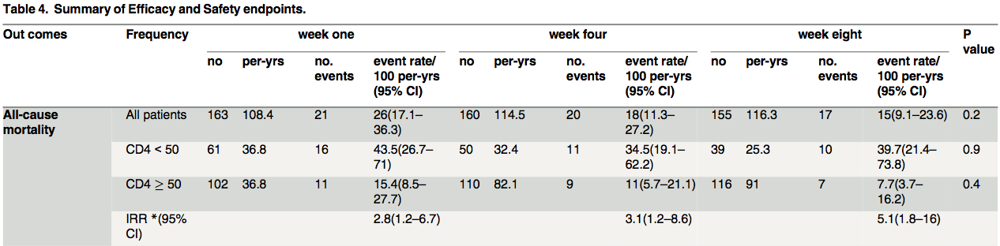 Table 4. Summary of Efficacy and Safety endpoints.
Out comes Frequency week one week four week eight P value
no per-yrs no. events event rate/ 100 per-yrs (95% CI) no per-yrs no. events event rate/ 100 per-yrs (95% CI) no per-yrs no. events event rate/ 100 per-yrs (95% CI)
All-cause mortality All patients 163 108.4 21 26(17.1–36.3) 160 114.5 20 18(11.3–27.2) 155 116.3 17 15(9.1–23.6) 0.2
CD4 < 50 61 36.8 16 43.5(26.7–71) 50 32.4 11 34.5(19.1–62.2) 39 25.3 10 39.7(21.4–73.8) 0.9
CD4 ≥ 50 102 36.8 11 15.4(8.5–27.7) 110 82.1 9 11(5.7–21.1) 116 91 7 7.7(3.7–16.2) 0.4
IRR *(95% CI) 2.8(1.2–6.7) 3.1(1.2–8.6) 5.1(1.8–16)